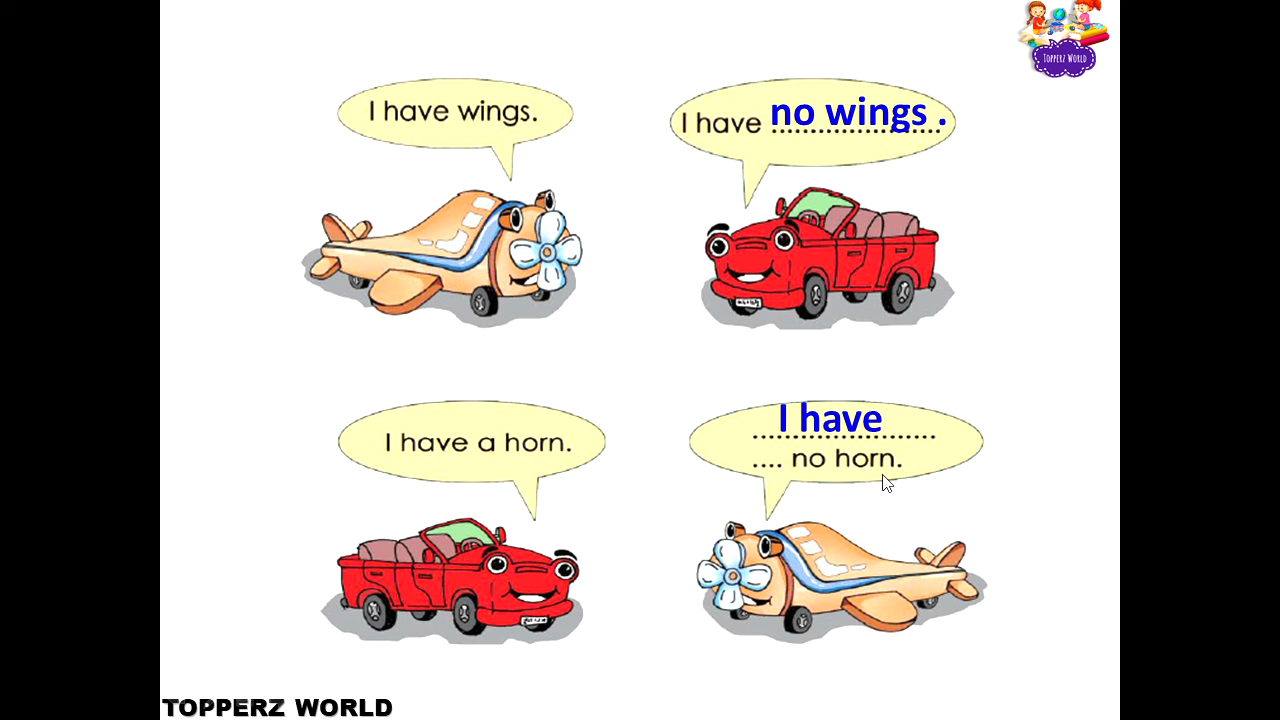 TOPPERZ WORLD
I have wings.
I have no wings .
I have a horn.
I have
.... no horn.
TOPPERZ WORLD